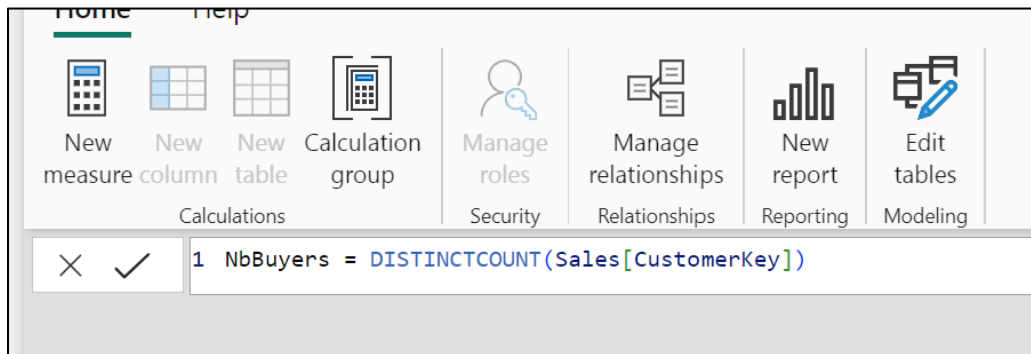 Home Help
New measure
New column
New table
Calculation group
Manage roles
Manage relationships
New report
Edit tables
Calculations
Security
Relationships
Reporting
Modeling
1 NbBuyers = DISTINCTCOUNT(Sales[CustomerKey])